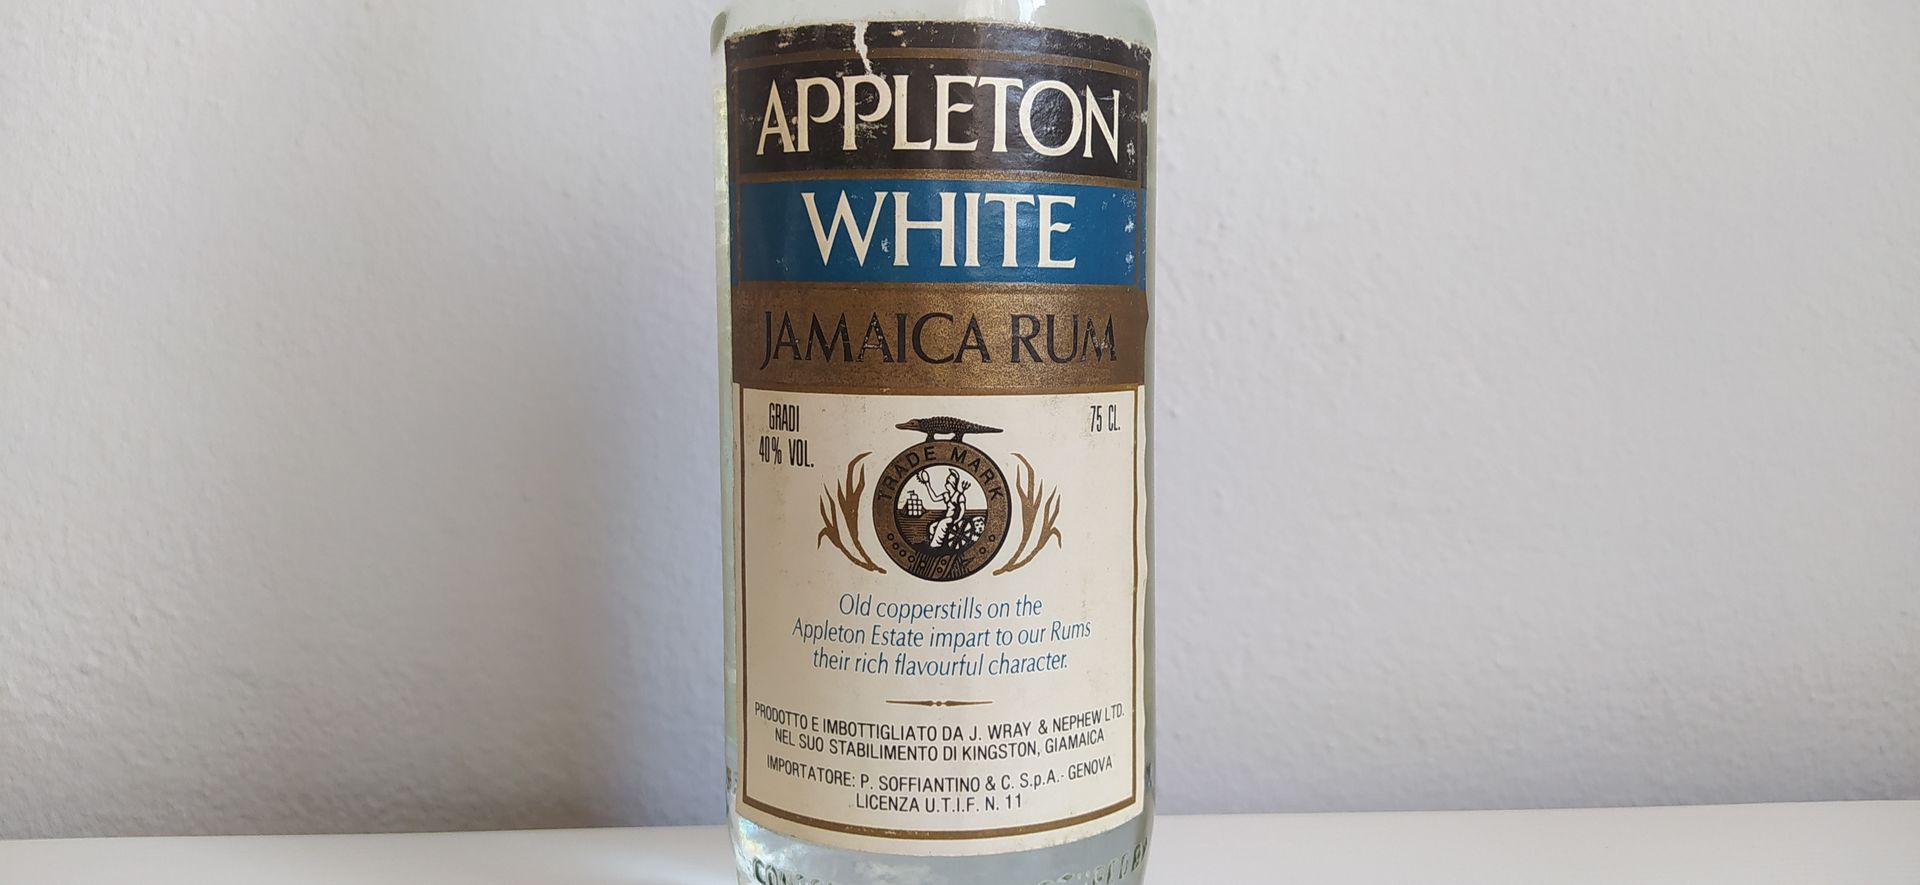 APPLETON
WHITE
JAMAICA RUM
GRADI
40% VOL.
75 CL.
TRADE MARK
Old copperstills on the
Appleton Estate impart to our Rums
their rich flavourful character.
PRODOTTO E IMBOTTIGLIATO DA J. WRAY & NEPHEW LTD.
NEL SUO STABILIMENTO DI KINGSTON, GIAMAICA
IMPORTATORE: P. SOFFIANTINO & C. S.p.A.- GENOVA
LICENZA U.T.I.F. N. 11